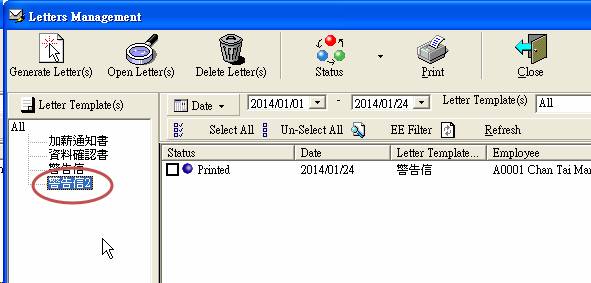 Letters Management
Generate Letter(s) Open Letter(s) Delete Letter(s) Status Print Close
Letter Template(s)
Date 2014/01/01 - 2014/01/24 Letter Template(s) All
All
加薪通知書
資料確認書
警告信
警告信2
Select All Un-Select All EE Filter Refresh
Status Date Letter Template... Employee
Printed 2014/01/24 警告信 A0001 Chan Tai Man